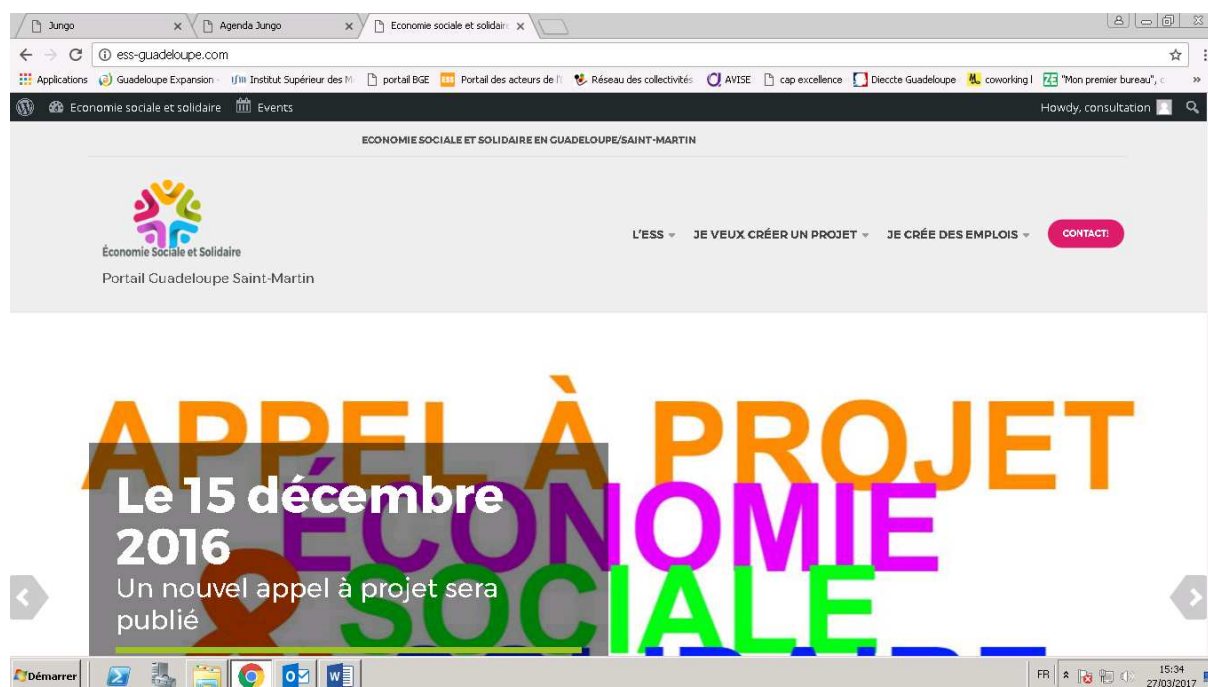 Jungo
Agenda Jungo
Economie sociale et solidair
ess-guadeloupe.com
Applications Guadeloupe Expansion - Institut Supérieur des M portail BGE Portail des acteurs de l' Réseau des collectivités AVISE cap excellence Dieccte Guadeloupe coworking l "Mon premier bureau", c »
Economie sociale et solidaire Events Howdy, consultation
ECONOMIE SOCIALE ET SOLIDAIRE EN GUADELOUPE/SAINT-MARTIN
Économie Sociale et Solidaire
Portail Guadeloupe Saint-Martin
L'ESS JE VEUX CRÉER UN PROJET JE CRÉE DES EMPLOIS CONTACT!
APPEL À PROJET
ÉCONOMIE
& SOCIALE
SOLIDAIRE
Le 15 décembre
2016
Un nouvel appel à projet sera
publié
Démarrer FR 15:34
27/03/2017